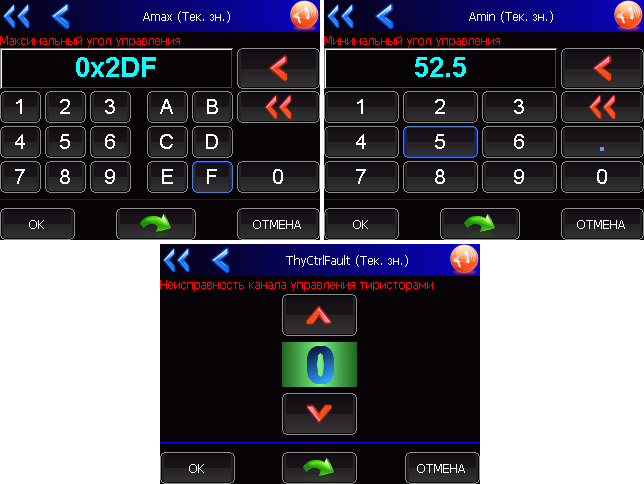 Amax (Тек. зн.)
Максимальный угол управления
0x2DF
1 2 3 A B
4 5 6 C D
7 8 9 E F 0
OK ОТМЕНА
Amin (Тек. зн.)
Минимальный угол управления
52.5
1 2 3
4 5 6 .
7 8 9 0
OK ОТМЕНА
ThyCtrlFault (Тек. зн.)
Неисправность канала управления тиристорами
0
OK ОТМЕНА